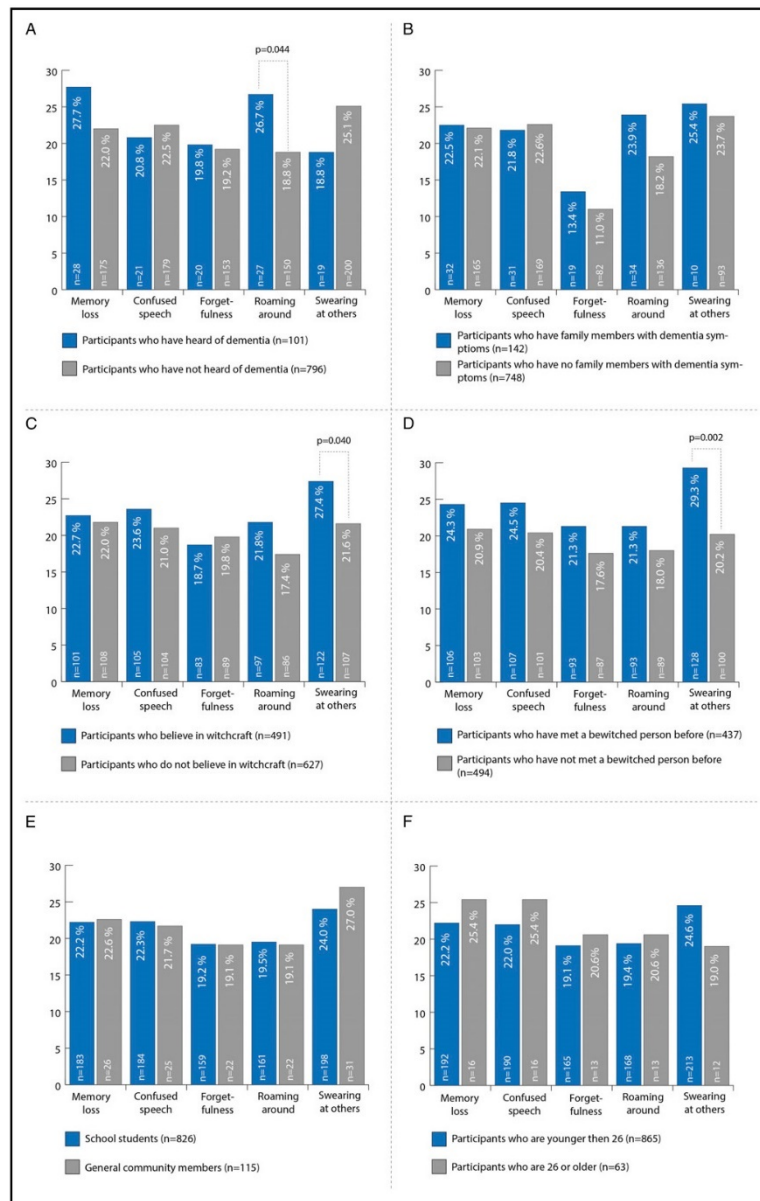 A
p=0.044
30
25
20
15
10
5
0
27.7 %
22.0 %
20.8 %
22.5 %
19.8 %
19.2 %
26.7 %
18.8 %
18.8 %
25.1 %
n=28
n=175
n=21
n=179
n=20
n=153
n=27
n=150
n=19
n=200
Memory
loss
Confused
speech
Forget-
fulness
Roaming
around
Swearing
at others
Participants who have heard of dementia (n=101)
Participants who have not heard of dementia (n=796)
B
30
25
20
15
10
5
0
22.5 %
22.1 %
21.8 %
22.6%
13.4 %
11.0 %
23.9 %
18.2 %
25.4 %
23.7 %
n=32
n=165
n=31
n=169
n=19
n=82
n=34
n=136
n=10
n=93
Memory
loss
Confused
speech
Forget-
fulness
Roaming
around
Swearing
at others
Participants who have family members with dementia sym-
ptioms (n=142)
Participants who have no family members with dementia sym-
ptoms (n=748)
C
p=0.040
30
25
20
15
10
5
0
22.7 %
22.0 %
23.6 %
21.0 %
18.7 %
19.8 %
21.8%
17.4 %
27.4 %
21.6 %
n=101
n=108
n=105
n=104
n=83
n=89
n=97
n=86
n=122
n=107
Memory
loss
Confused
speech
Forget-
fulness
Roaming
around
Swearing
at others
Participants who believe in witchcraft (n=491)
Participants who do not believe in witchcraft (n=627)
D
p=0.002
30
25
20
15
10
5
0
24.3 %
20.9 %
24.5 %
20.4 %
21.3 %
17.6%
21.3 %
18.0 %
29.3 %
20.2 %
n=106
n=103
n=107
n=101
n=93
n=87
n=93
n=89
n=128
n=100
Memory
loss
Confused
speech
Forget-
fulness
Roaming
around
Swearing
at others
Participants who have met a bewitched person before (n=437)
Participants who have not met a bewitched person before
(n=494)
E
30
25
20
15
10
5
0
22.2 %
22.6 %
22.3%
21.7 %
19.2 %
19.1 %
19.5%
19.1 %
24.0 %
27.0 %
n=183
n=26
n=184
n=25
n=159
n=22
n=161
n=22
n=198
n=31
Memory
loss
Confused
speech
Forget-
fulness
Roaming
around
Swearing
at others
School students (n=826)
General community members (n=115)
F
30
25
20
15
10
5
0
22.2 %
25.4 %
22.0 %
25.4 %
19.1 %
20.6%
19.4 %
20.6 %
24.6 %
19.0 %
n=192
n=16
n=190
n=16
n=165
n=13
n=168
n=13
n=213
n=12
Memory
loss
Confused
speech
Forget-
fulness
Roaming
around
Swearing
at others
Participants who are younger then 26 (n=865)
Participants who are 26 or older (n=63)